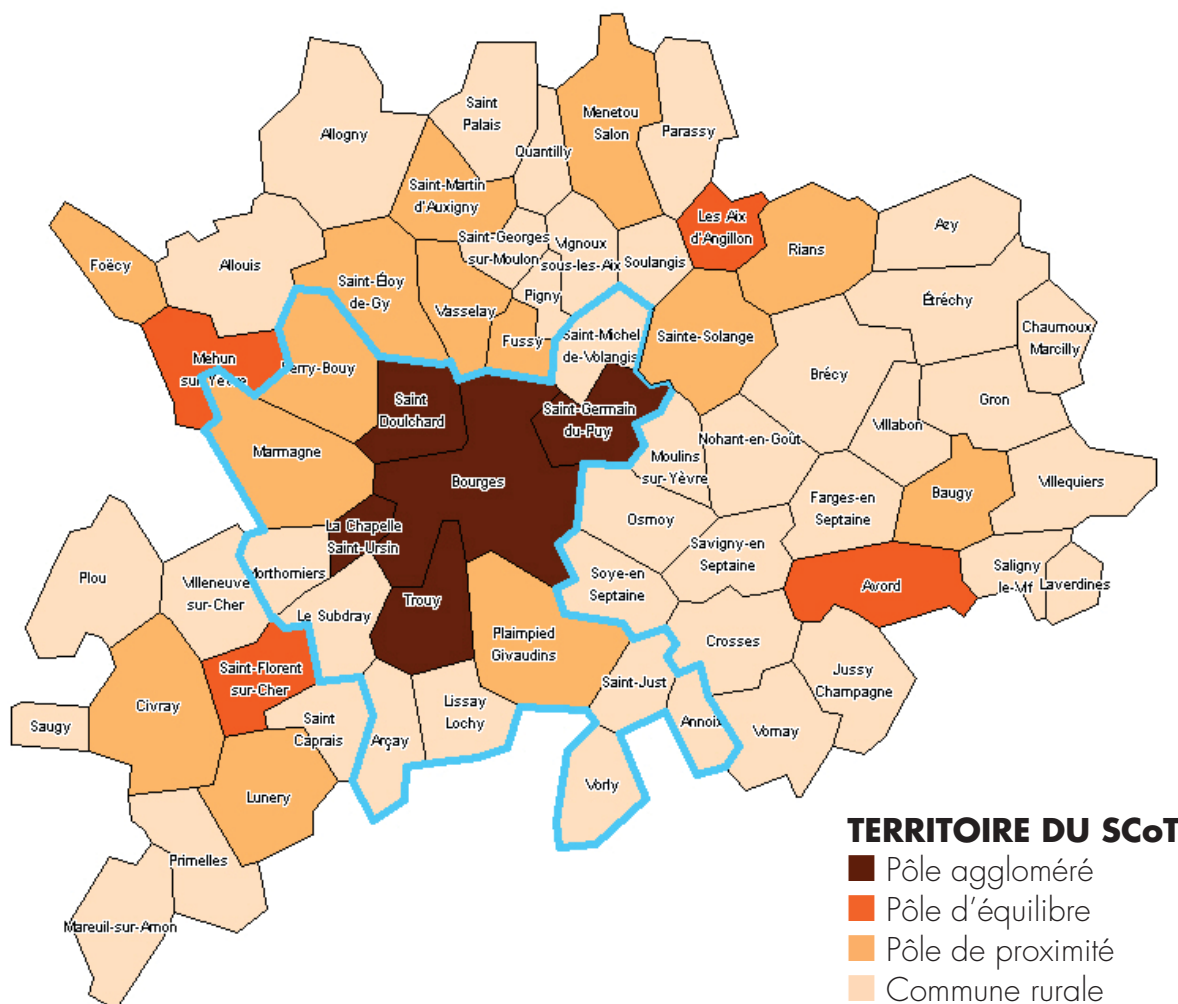 Saint
Palais
Menetou
Salon
Allogny
Parassy
Quantilly
Saint-Martin
d'Auxigny
Les Aix
d'Angillon
Azy
Saint-Georges
sur-Moulon
Vignoux
sous-les-Aix
Rians
Foëcy
Allouis
Soulangis
Saint-Éloy
de-Gy
Pigny
Étréchy
Vasselay
Saint-Michel
de-Volangis
Sainte-Solange
Chaumoux
Marcilly
Fussy
Mehun
sur-Yèvre
Berry-Bouy
Brécy
Saint
Doulchard
Gron
Saint-Germain
du-Puy
Villabon
Nohant-en-Goût
Marmagne
Moulins
sur-Yèvre
Bourges
Villequiers
Baugy
Farges-en
Septaine
Osmoy
La Chapelle
Saint-Ursin
Savigny-en
Septaine
Plou
Villeneuve
sur-Cher
Morthomiers
Soye-en
Septaine
Saligny
le-Vif
Laverdines
Avord
Trouy
Le Subdray
Plaimpied
Givaudins
Crosses
Saint-Florent
sur-Cher
Jussy
Champagne
Saint-Just
Lissay
Lochy
Civray
Saugy
Saint
Caprais
Arçay
Annoix
Vornay
Vorly
Lunery
Primelles
Mareuil-sur-Arnon
TERRITOIRE DU SCoT
Pôle aggloméré
Pôle d'équilibre
Pôle de proximité
Commune rurale